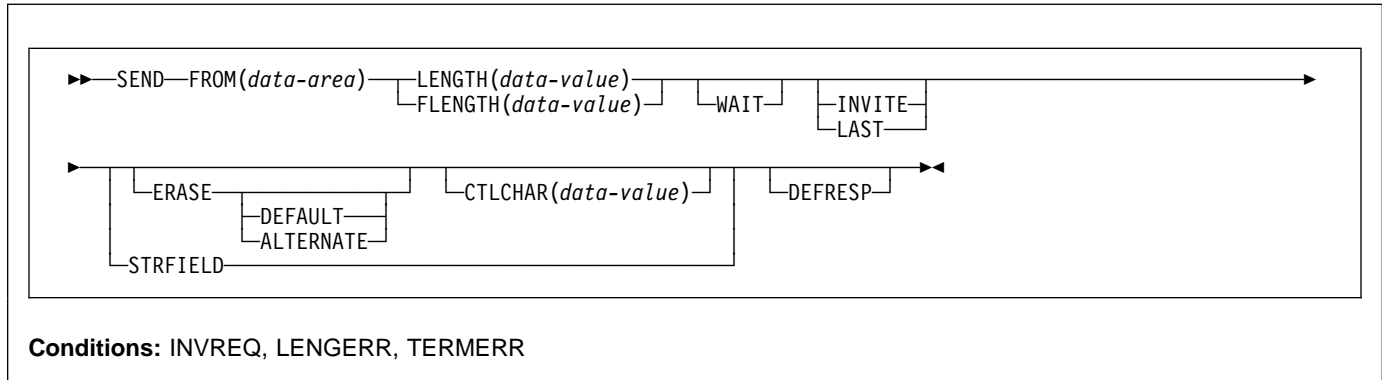 SEND FROM(data-area) LENGTH(data-value)
FLENGTH(data-value) WAIT INVITE
LAST
ERASE CTLCHAR(data-value) DEFRESP
DEFAULT
ALTERNATE
STRFIELD
Conditions: INVREQ, LENGERR, TERMERR